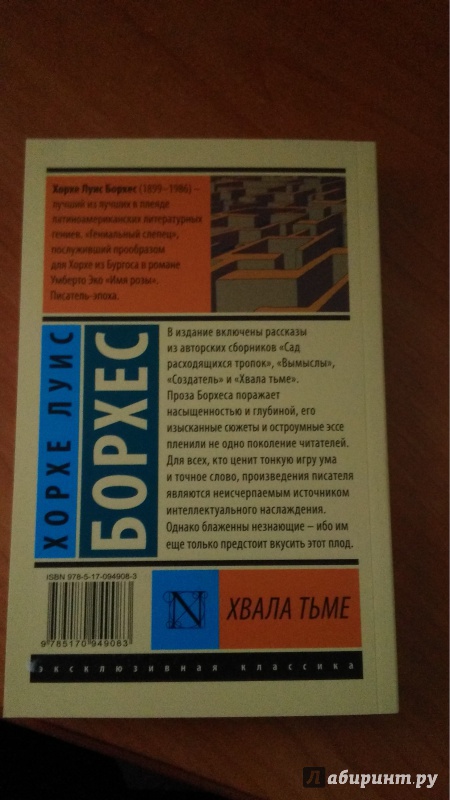 Хорхе Луис Борхес (1899–1986) –
лучший из лучших в плеяде
латиноамериканских литературных
гениев. «Гениальный слепец»,
послуживший прообразом
для Хорхе из Бургоса в романе
Умберто Эко «Имя розы».
Писатель-эпоха.
ХОРХЕ ЛУИС
БОРХЕС
В издание включены рассказы
из авторских сборников «Сад
расходящихся тропок», «Вымыслы»,
«Создатель» и «Хвала тьме».
Проза Борхеса поражает
насыщенностью и глубиной, его
изысканные сюжеты и остроумные эссе
пленили не одно поколение читателей.
Для всех, кто ценит тонкую игру ума
и точное слово, произведения писателя
являются неисчерпаемым источником
интеллектуального наслаждения.
Однако блаженны незнающие – ибо им
еще только предстоит вкусить этот плод.
ISBN 978-5-17-094908-3
9 785170 949083
N
ХВАЛА ТЬМЕ
эксклюзивная классика
Лабиринт.ру